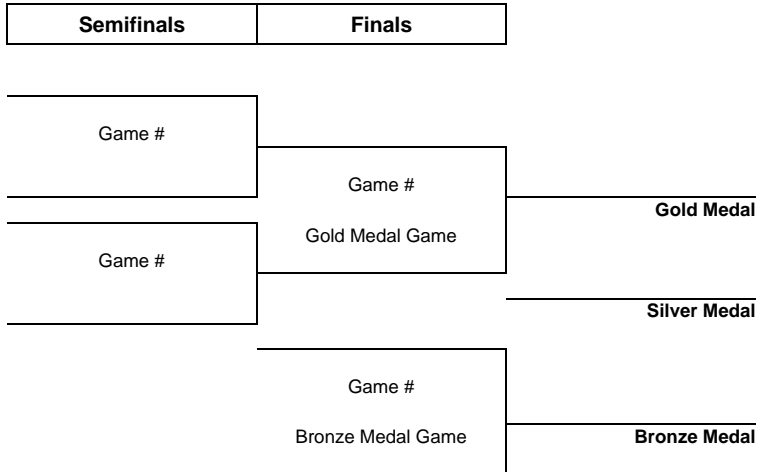 Semifinals Finals
Game #
Game #
Gold Medal
Gold Medal Game
Game #
Silver Medal
Game #
Bronze Medal Game Bronze Medal